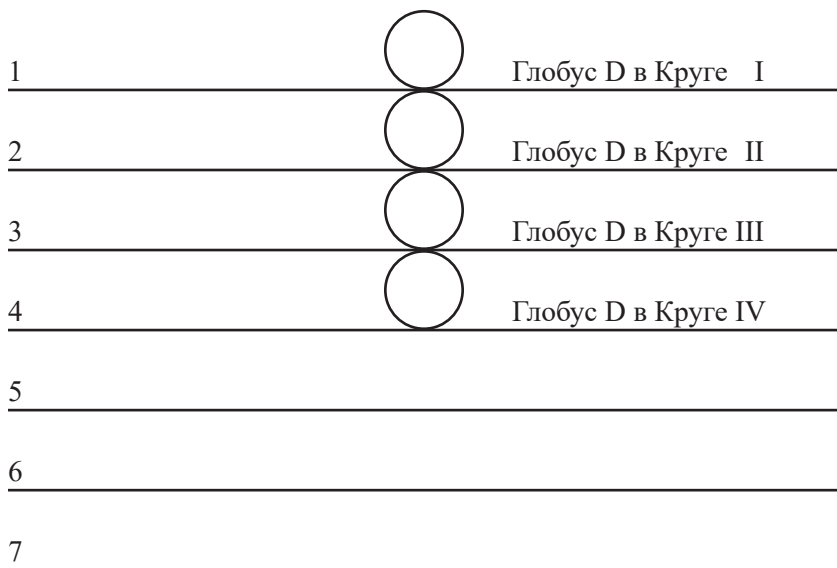 1 Глобус D в Круге I
2 Глобус D в Круге II
3 Глобус D в Круге III
4 Глобус D в Круге IV
5
6
7